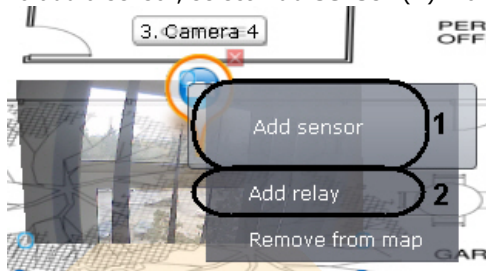 3. Camera 4
PER
OFF
Add sensor
1
Add relay
2
Remove from map
GAR